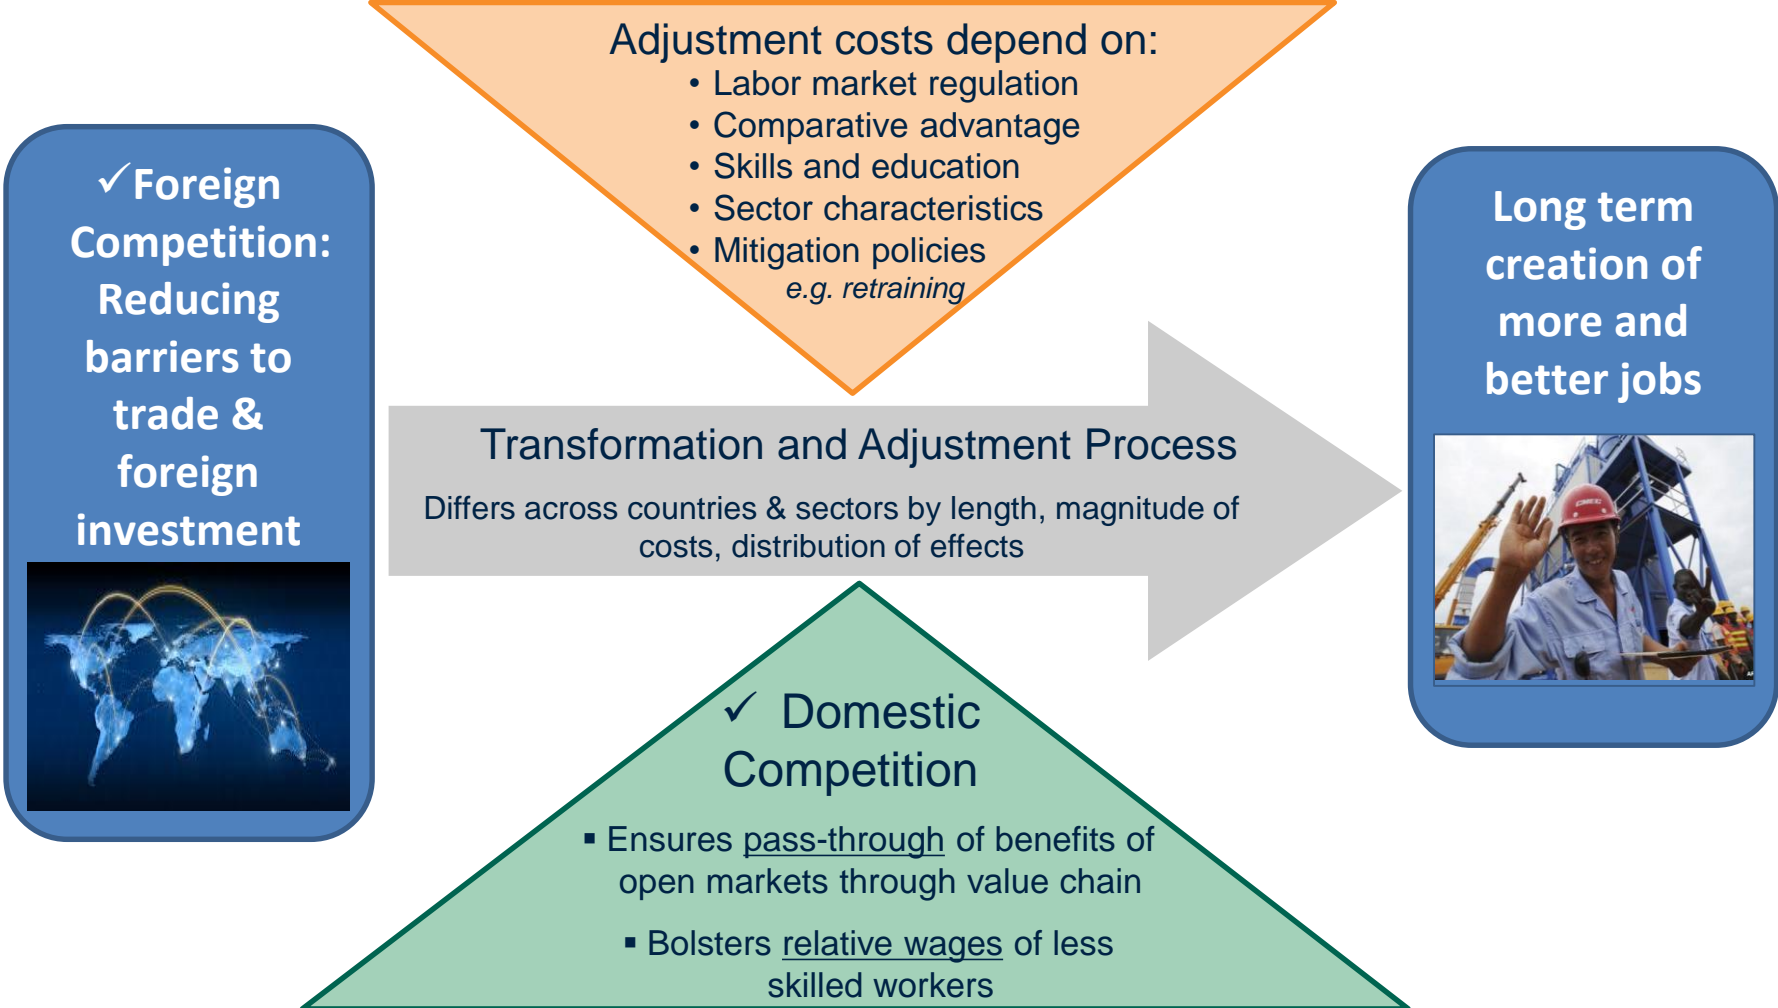 Adjustment costs depend on:
• Labor market regulation
• Comparative advantage
• Skills and education
• Sector characteristics
• Mitigation policies
e.g. retraining
✓Foreign
Competition:
Reducing
barriers to
trade &
foreign
investment
Transformation and Adjustment Process
Differs across countries & sectors by length, magnitude of
costs, distribution of effects
Long term
creation of
more and
better jobs
✓ Domestic
Competition
▪ Ensures pass-through of benefits of
open markets through value chain
▪ Bolsters relative wages of less
skilled workers